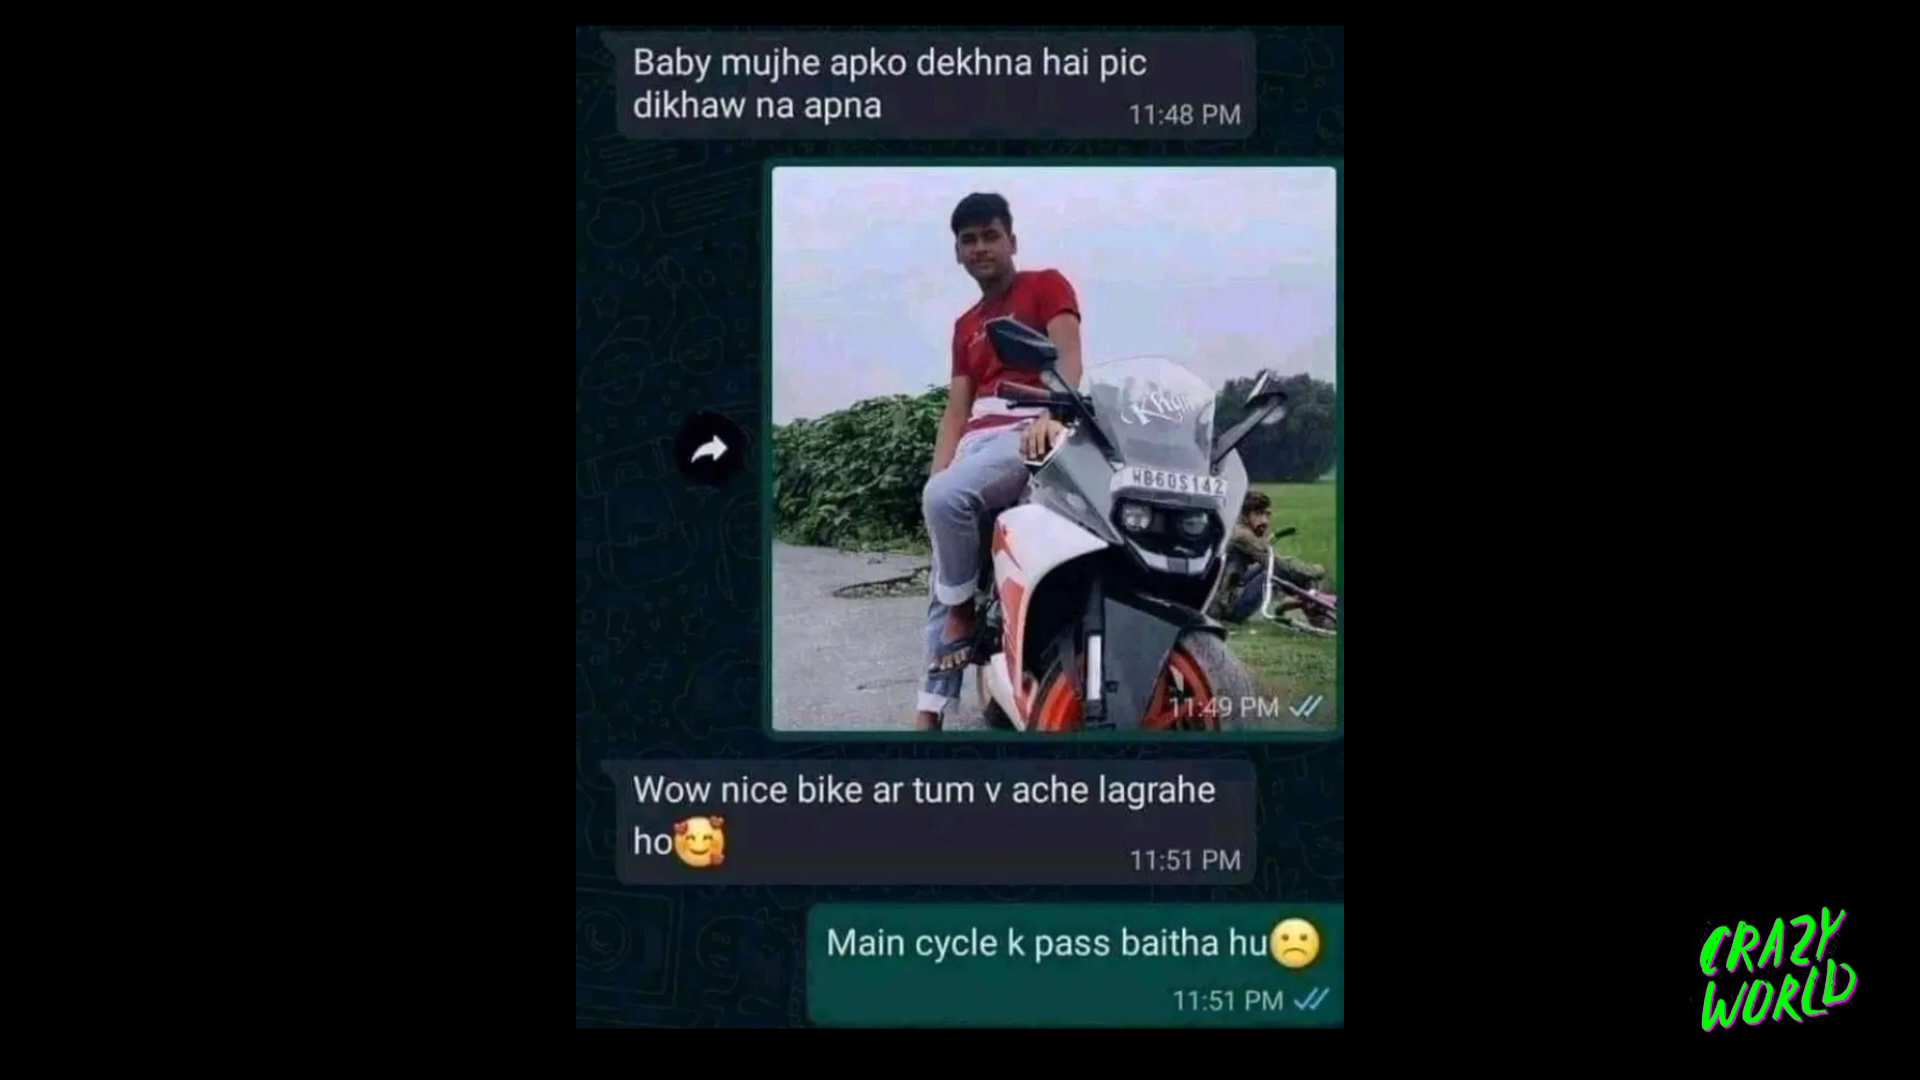 Baby mujhe apko dekhna hai pic
dikhaw na apna
11:48 PM
WB60S142
11:49 PM
Wow nice bike ar tum v ache lagrahe
ho🥰
11:51 PM
Main cycle k pass baitha hu🙁
11:51 PM
CRAZY
WORLD